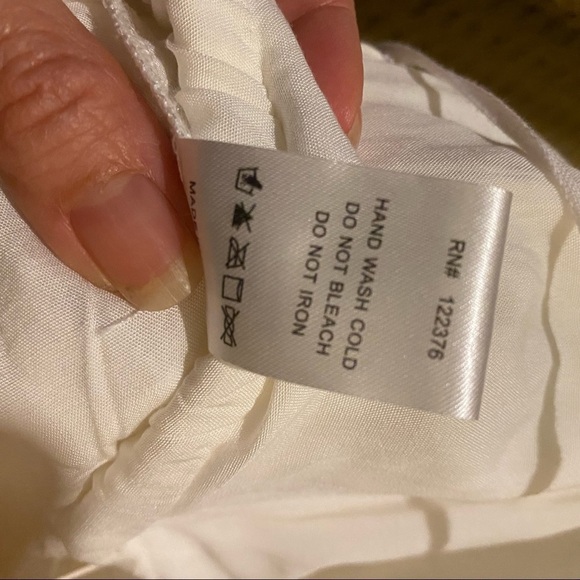 RN# 122376
HAND WASH COLD
DO NOT BLEACH
DO NOT IRON